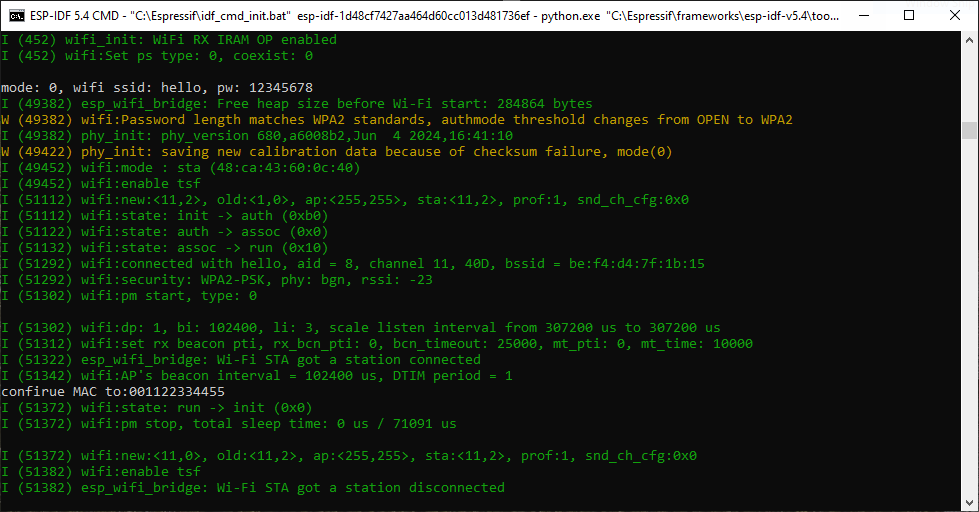 ESP-IDF 5.4 CMD - "C:\Espressif\idf_cmd_init.bat"  esp-idf-1d48cf7427aa464d60cc013d481736ef - python.exe  "C:\Espressif\frameworks\esp-idf-v5.4\too...
I (452) wifi_init: WiFi RX IRAM OP enabled
I (452) wifi:Set ps type: 0, coexist: 0
mode: 0, wifi ssid: hello, pw: 12345678
I (49382) esp_wifi_bridge: Free heap size before Wi-Fi start: 284864 bytes
W (49382) wifi:Password length matches WPA2 standards, authmode threshold changes from OPEN to WPA2
I (49382) phy_init: phy_version 680,a6008b2,Jun  4 2024,16:41:10
W (49422) phy_init: saving new calibration data because of checksum failure, mode(0)
I (49452) wifi:mode : sta (48:ca:43:60:0c:40)
I (49452) wifi:enable tsf
I (51112) wifi:new:<11,2>, old:<1,0>, ap:<255,255>, sta:<11,2>, prof:1, snd_ch_cfg:0x0
I (51112) wifi:state: init -> auth (0xb0)
I (51122) wifi:state: auth -> assoc (0x0)
I (51132) wifi:state: assoc -> run (0x10)
I (51292) wifi:connected with hello, aid = 8, channel 11, 40D, bssid = be:f4:d4:7f:1b:15
I (51292) wifi:security: WPA2-PSK, phy: bgn, rssi: -23
I (51302) wifi:pm start, type: 0
I (51302) wifi:dp: 1, bi: 102400, li: 3, scale listen interval from 307200 us to 307200 us
I (51312) wifi:set rx beacon pti, rx_bcn_pti: 0, bcn_timeout: 25000, mt_pti: 0, mt_time: 10000
I (51322) esp_wifi_bridge: Wi-Fi STA got a station connected
I (51342) wifi:AP's beacon interval = 102400 us, DTIM period = 1
confirue MAC to:001122334455
I (51372) wifi:state: run -> init (0x0)
I (51372) wifi:pm stop, total sleep time: 0 us / 71091 us
I (51372) wifi:new:<11,0>, old:<11,2>, ap:<255,255>, sta:<11,2>, prof:1, snd_ch_cfg:0x0
I (51382) wifi:enable tsf
I (51382) esp_wifi_bridge: Wi-Fi STA got a station disconnected